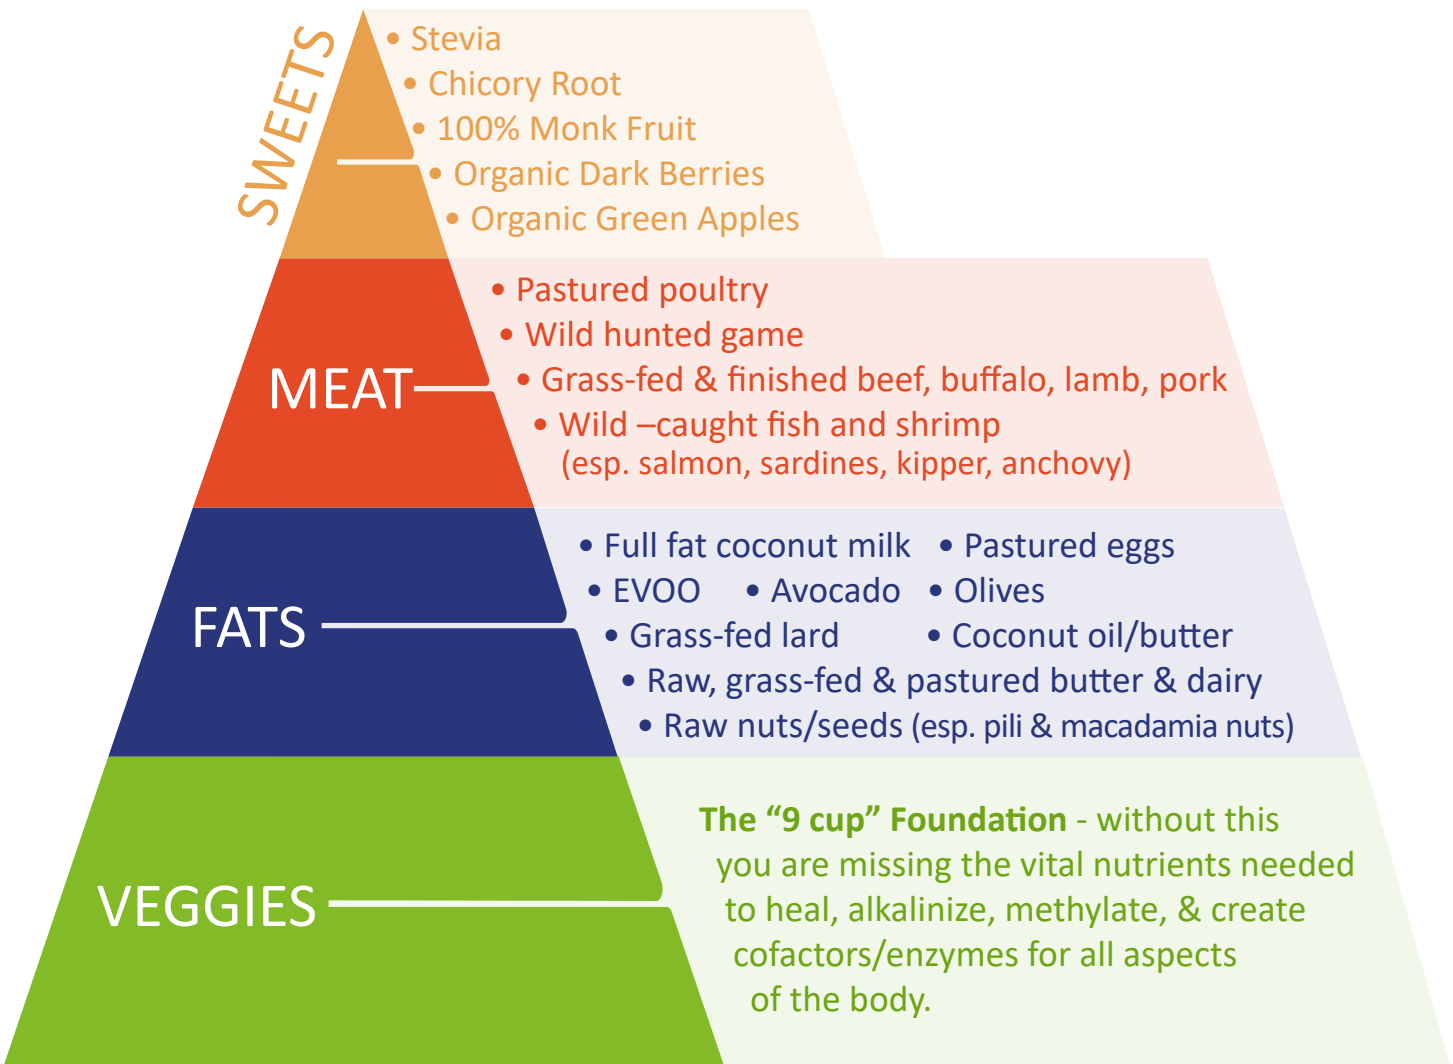 SWEETS
• Stevia
• Chicory Root
• 100% Monk Fruit
• Organic Dark Berries
• Organic Green Apples
MEAT
• Pastured poultry
• Wild hunted game
• Grass-fed & finished beef, buffalo, lamb, pork
• Wild –caught fish and shrimp
(esp. salmon, sardines, kipper, anchovy)
FATS
• Full fat coconut milk • Pastured eggs
• EVOO • Avocado • Olives
• Grass-fed lard • Coconut oil/butter
• Raw, grass-fed & pastured butter & dairy
• Raw nuts/seeds (esp. pili & macadamia nuts)
VEGGIES
The “9 cup” Foundation - without this
you are missing the vital nutrients needed
to heal, alkalinize, methylate, & create
cofactors/enzymes for all aspects
of the body.